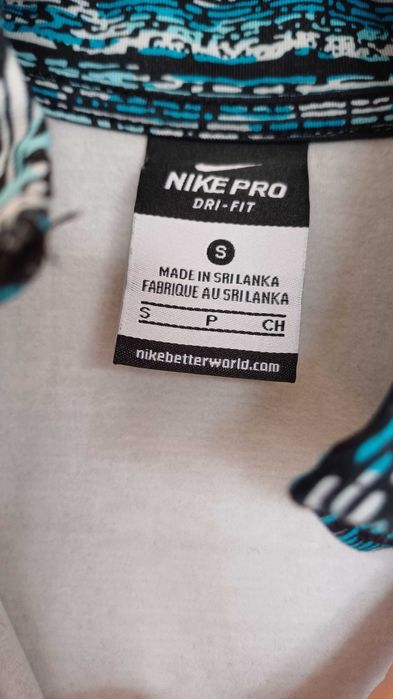 NIKE PRO
DRI-FIT
S
MADE IN SRI LANKA
FABRIQUE AU SRI LANKA
S P CH
nikebetterworld.com